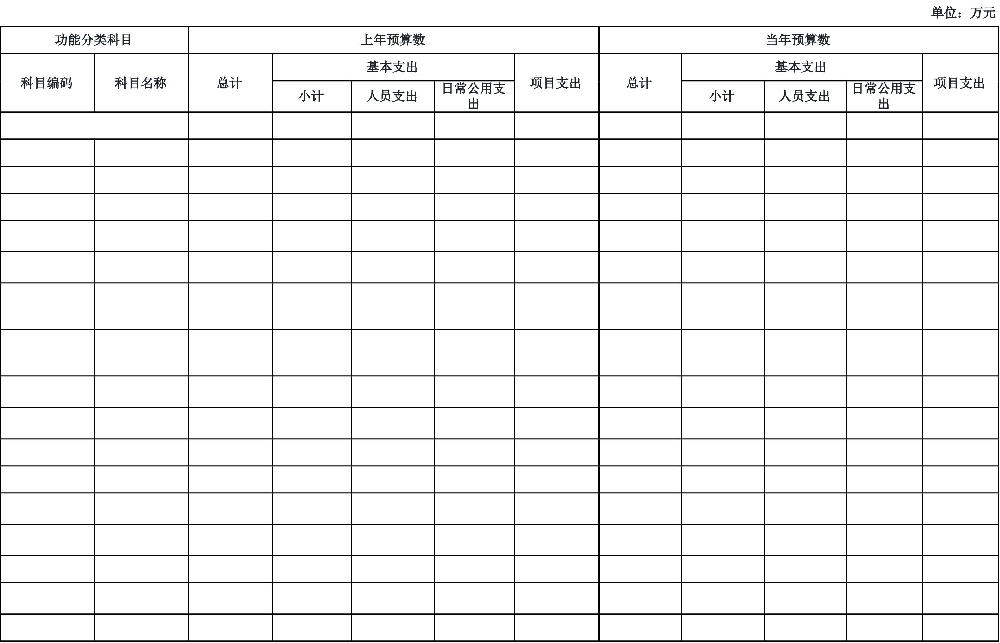 单位：万元
功能分类科目 上年预算数 当年预算数
科目编码 科目名称 总计 基本支出 项目支出 总计 基本支出 项目支出
小计 人员支出 日常公用支
出 小计 人员支出 日常公用支
出